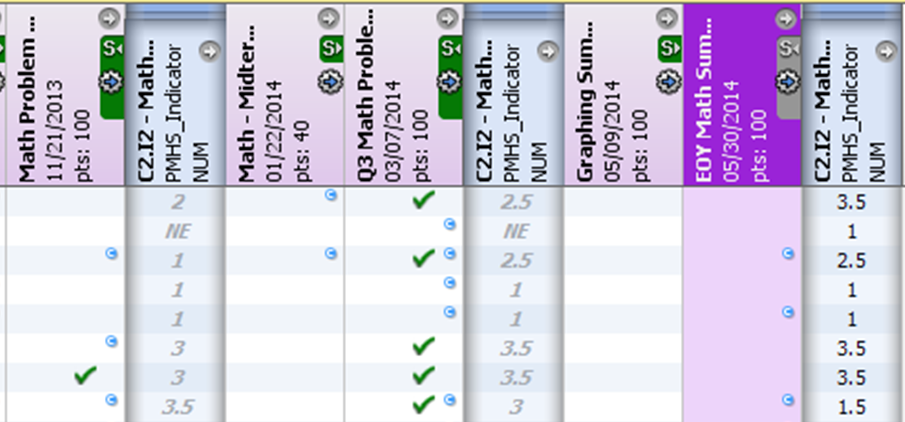 Math Problem ...
11/21/2013
pts: 100
S
C2.I2 - Math...
PMHS_Indicator
NUM
Math - Midter...
01/22/2014
pts: 40
S
Q3 Math Proble...
03/07/2014
pts: 100
S
C2.I2 - Math...
PMHS_Indicator
NUM
Graphing Sum...
05/09/2014
pts: 100
S
EOY Math Sum...
05/30/2014
pts: 100
S
C2.I2 - Math...
PMHS_Indicator
NUM
2 2.5 3.5
NE NE 1
1 2.5 2.5
1 1 1
1 1 1
3 3.5 3.5
3 3.5 3.5
3.5 3 1.5